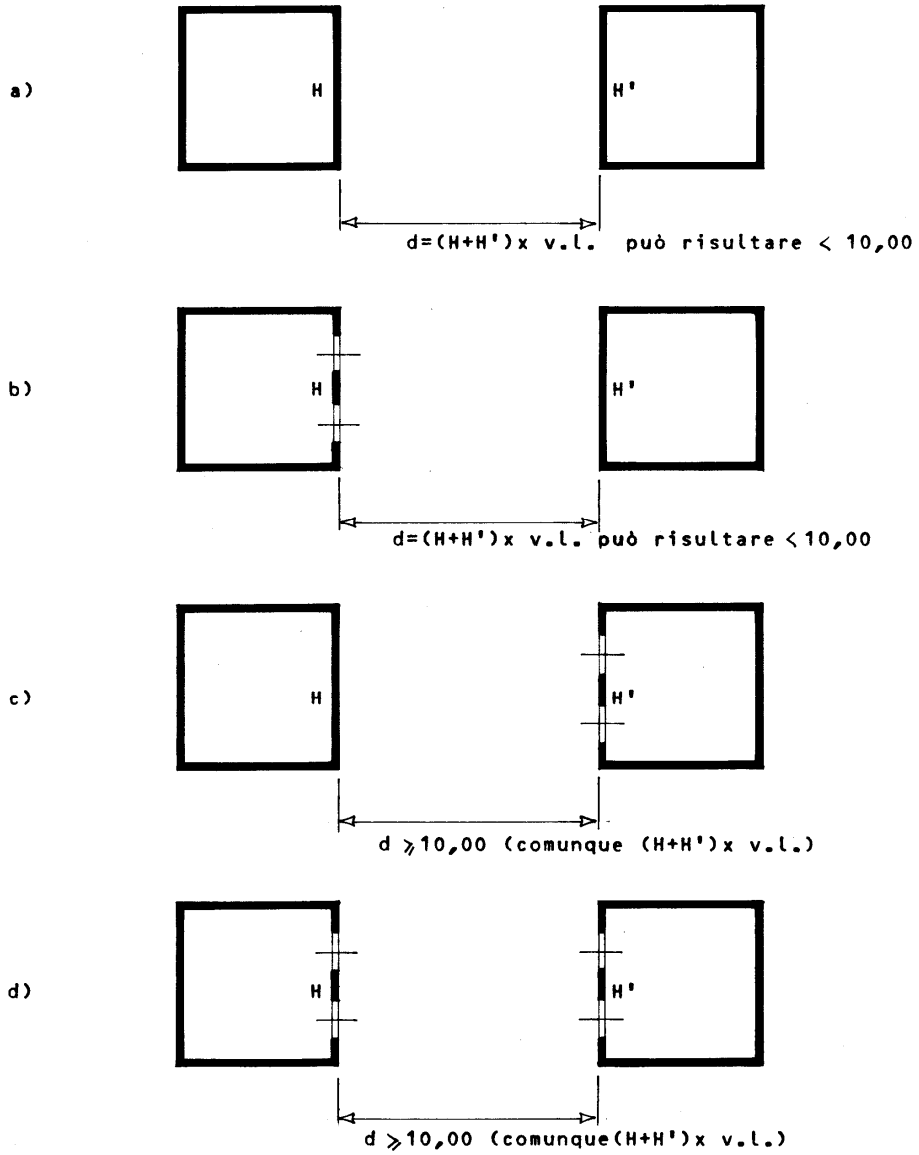 a)
H
H'
d=(H+H')x v.l. può risultare < 10,00
b)
H
H'
d=(H+H')x v.l. può risultare <10,00
c)
H
H'
d ⩾10,00 (comunque (H+H')x v.l.)
d)
H
H'
d ⩾10,00 (comunque(H+H')x v.l.)